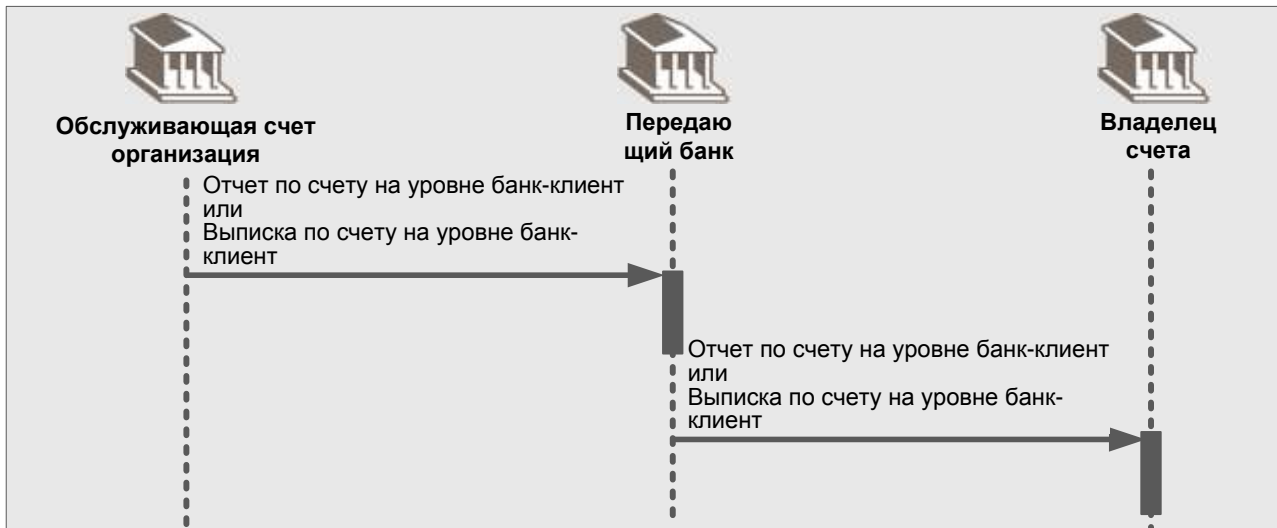 Обслуживающая счет
организация
Передаю
щий банк
Владелец
счета
Отчет по счету на уровне банк-клиент
или
Выписка по счету на уровне банк-
клиент
Отчет по счету на уровне банк-клиент
или
Выписка по счету на уровне банк-
клиент